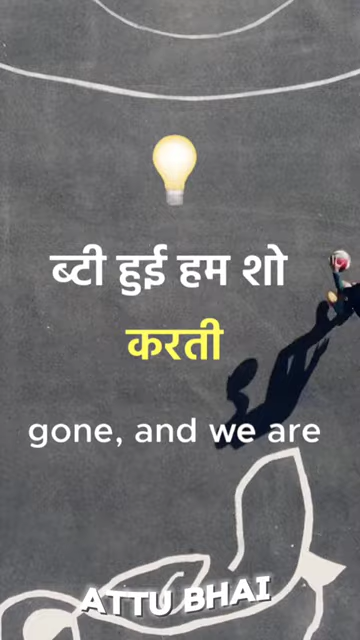 ब्टी हुई हम शो
करती
gone, and we are
ATTU BHAI